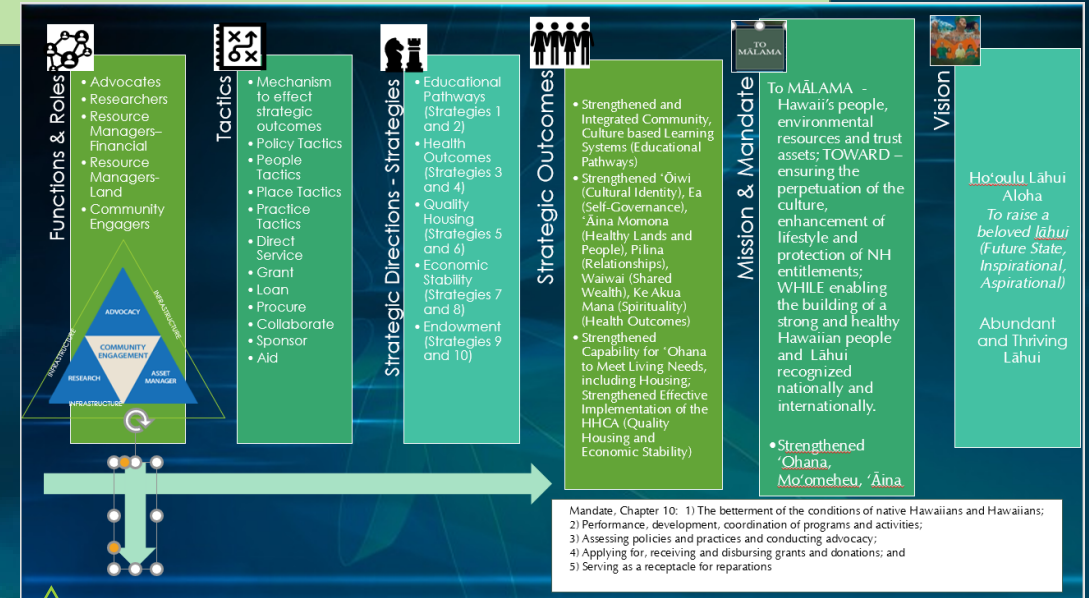 Functions & Roles
• Advocates
• Researchers
• Resource
Managers–
Financial
• Resource
Managers-
Land
• Community
Engagers
ADVOCACY
COMMUNITY
ENGAGEMENT
RESEARCH
ASSET
MANAGER
INFRASTRUCTURE
INFRASTRUCTURE
INFRASTRUCTURE
Tactics
• Mechanism
to effect
strategic
outcomes
• Policy Tactics
• People
Tactics
• Place Tactics
• Practice
Tactics
• Direct
Service
• Grant
• Loan
• Procure
• Collaborate
• Sponsor
• Aid
Strategic Directions - Strategies
• Educational
Pathways
(Strategies 1
and 2)
• Health
Outcomes
(Strategies 3
and 4)
• Quality
Housing
(Strategies 5
and 6)
• Economic
Stability
(Strategies 7
and 8)
• Endowment
(Strategies 9
and 10)
Strategic Outcomes
• Strengthened and
Integrated Community,
Culture based Learning
Systems (Educational
Pathways)
• Strengthened ʻŌiwi
(Cultural Identity), Ea
(Self-Governance),
ʻĀina Momona
(Healthy Lands and
People), Pilina
(Relationships),
Waiwai (Shared
Wealth), Ke Akua
Mana (Spirituality)
(Health Outcomes)
• Strengthened
Capability for ʻOhana
to Meet Living Needs,
including Housing;
Strengthened Effective
Implementation of the
HHCA (Quality
Housing and
Economic Stability)
TO
MĀLAMA
Mission & Mandate
To MĀLAMA -
Hawaii's people,
environmental
resources and trust
assets; TOWARD –
ensuring the
perpetuation of the
culture,
enhancement of
lifestyle and
protection of NH
entitlements;
WHILE enabling
the building of a
strong and healthy
Hawaiian people
and Lāhui
recognized
nationally and
internationally.
• Strengthened
ʻOhana,
Moʻomeheu, ʻĀina
Vision
Hoʻoulu Lāhui
Aloha
To raise a
beloved lāhui
(Future State,
Inspirational,
Aspirational)
Abundant
and Thriving
Lāhui
Mandate, Chapter 10: 1) The betterment of the conditions of native Hawaiians and Hawaiians;
2) Performance, development, coordination of programs and activities;
3) Assessing policies and practices and conducting advocacy;
4) Applying for, receiving and disbursing grants and donations; and
5) Serving as a receptacle for reparations